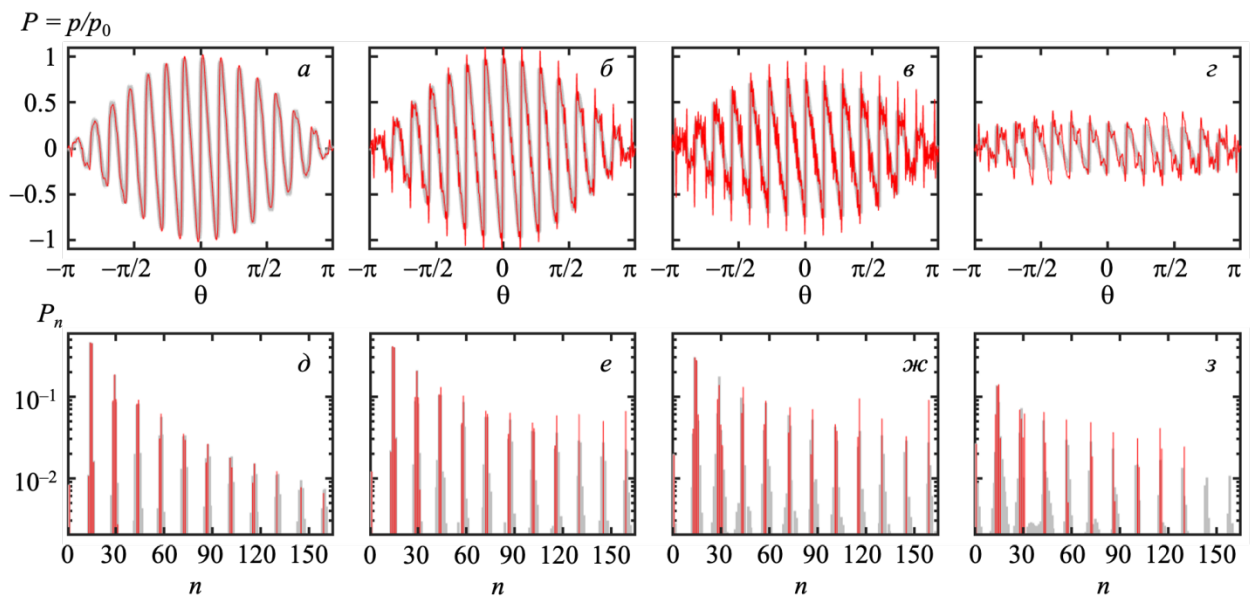 P = p/p₀
а б в г
1
0.5
0
−0.5
−1
−π −π/2 0 π/2 π −π −π/2 0 π/2 π −π −π/2 0 π/2 π −π −π/2 0 π/2 π
θ θ θ θ
Pₙ
д е ж з
10⁻¹
10⁻²
0 30 60 90 120 150 0 30 60 90 120 150 0 30 60 90 120 150 0 30 60 90 120 150
n n n n